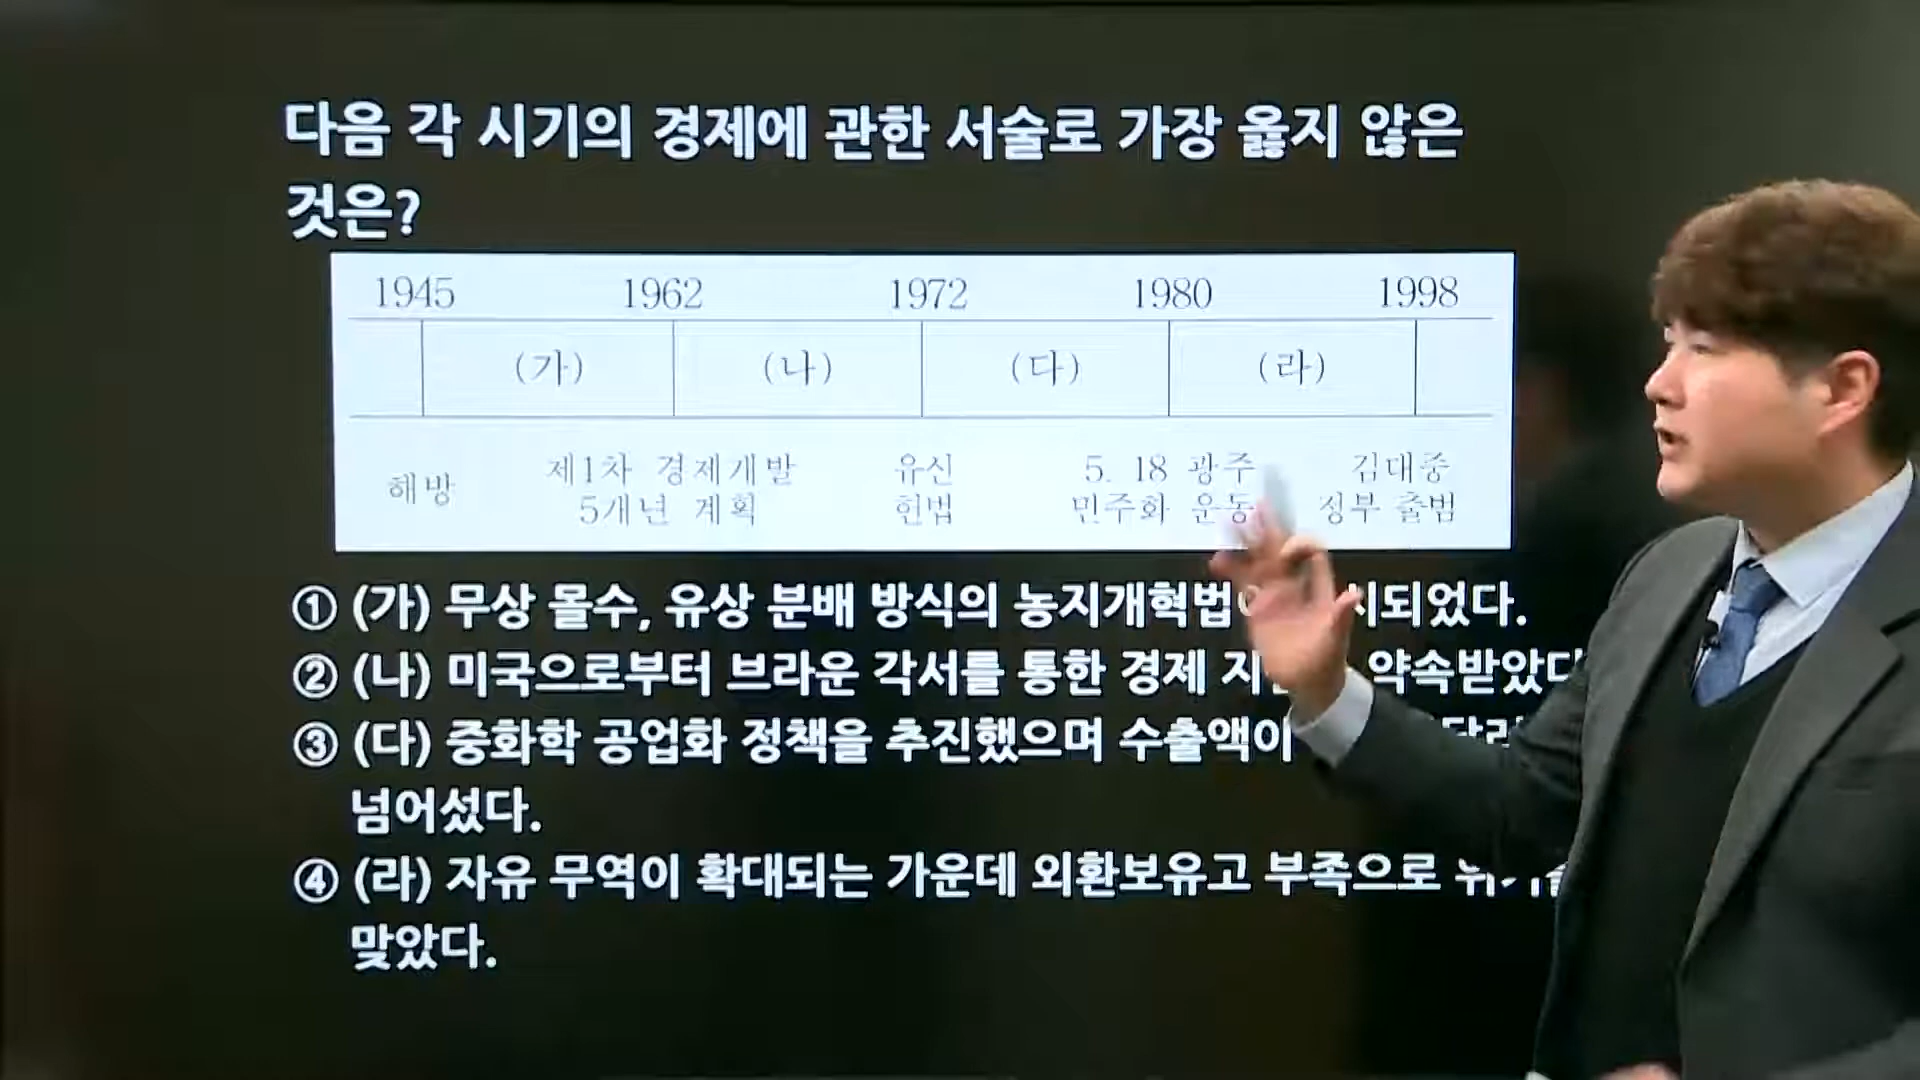 다음 각 시기의 경제에 관한 서술로 가장 옳지 않은
것은?
1945 1962 1972 1980 1998
(가) (나) (다) (라)
해방 제1차 경제개발 5개년 계획 유신 헌법 5. 18 광주 민주화 운동 김대중 정부 출범
① (가) 무상 몰수, 유상 분배 방식의 농지개혁법
② (나) 미국으로부터 브라운 각서를 통한 경제 약속받았다
③ (다) 중화학 공업화 정책을 추진했으며 수출액이
넘어섰다.
④ (라) 자유 무역이 확대되는 가운데 외환보유고 부족으로
맞았다.